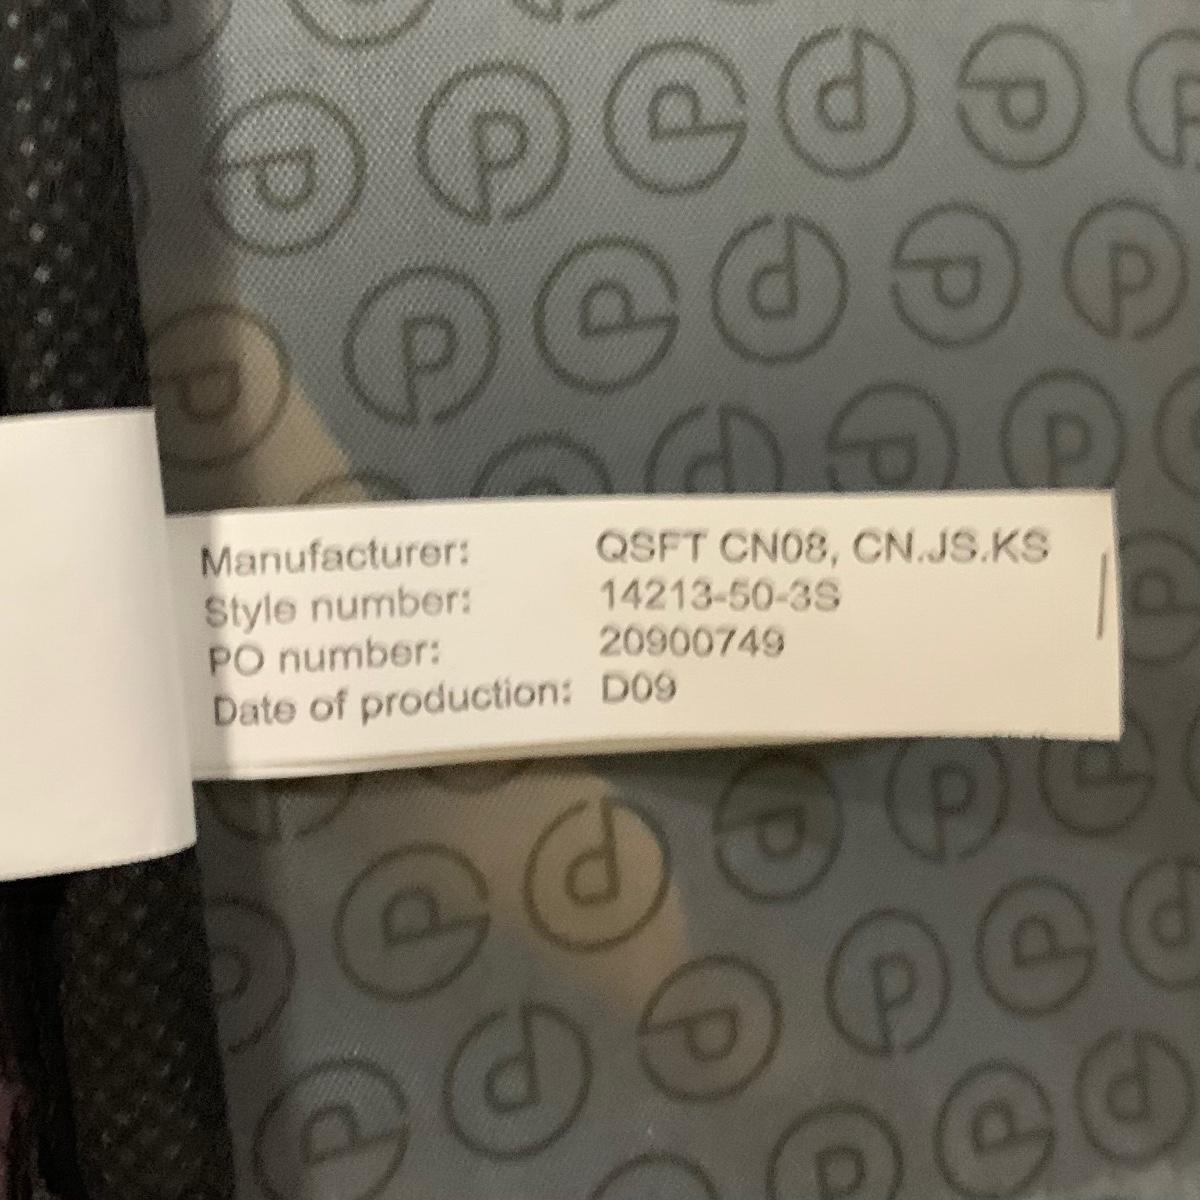 Manufacturer: QSFT CN08, CN.JS.KS
Style number: 14213-50-3S
PO number: 20900749
Date of production: D09